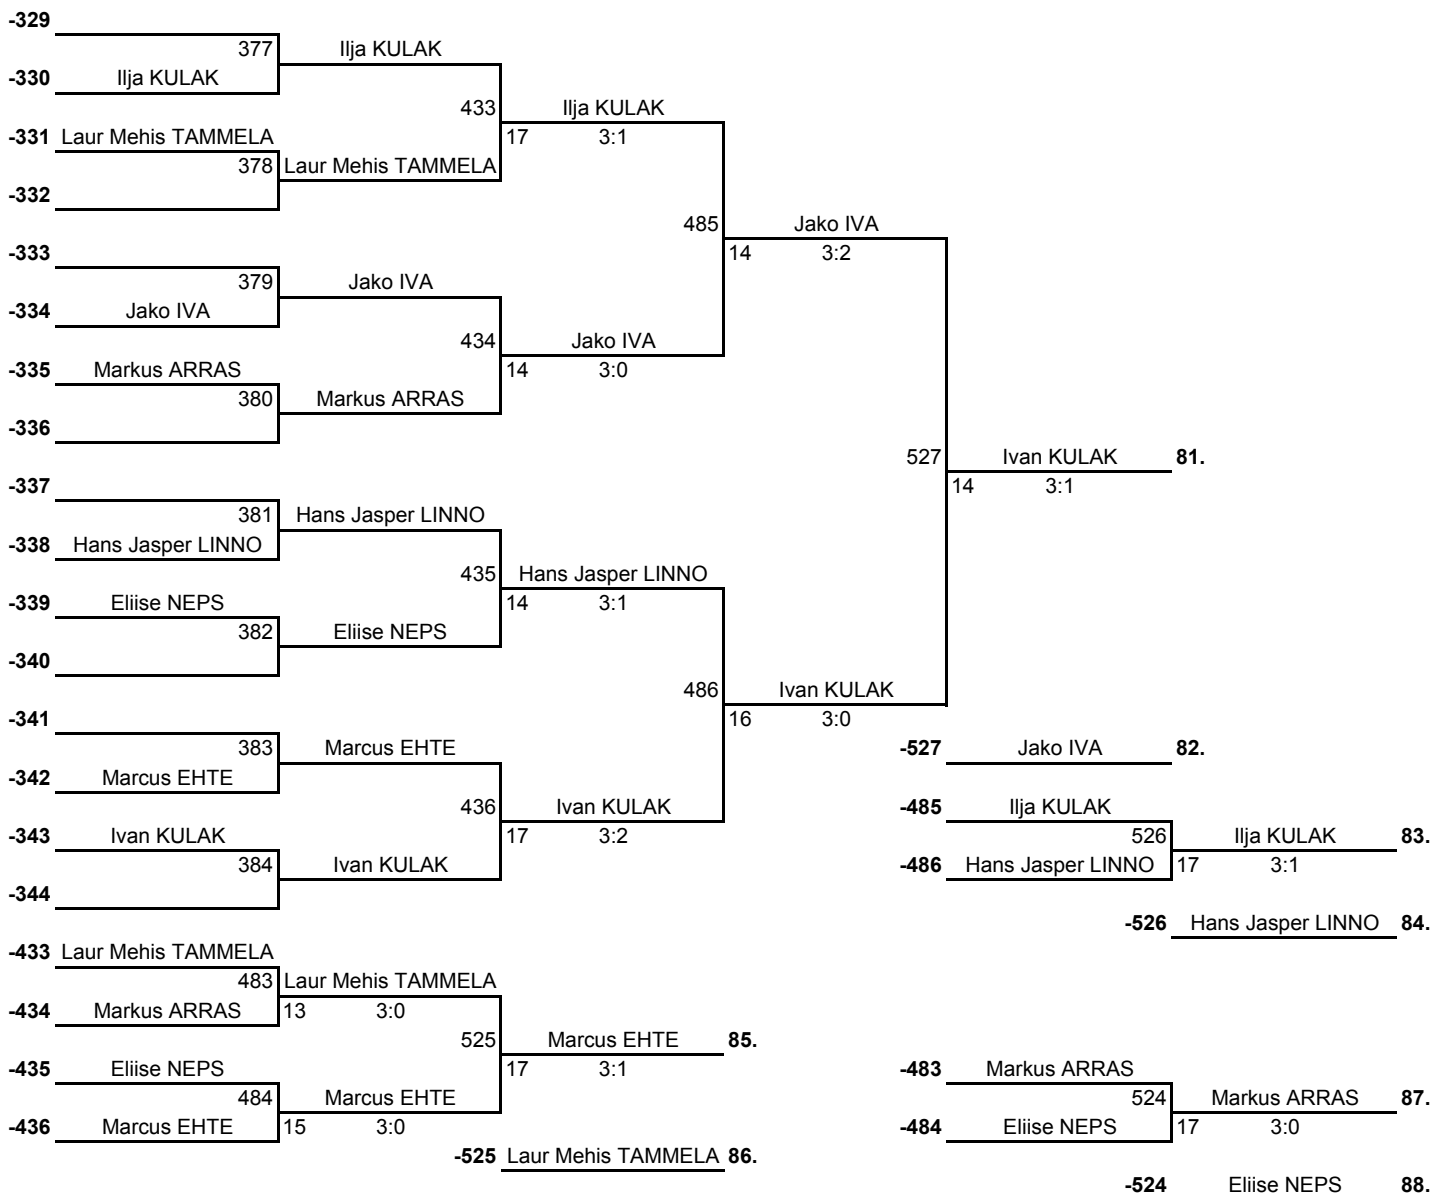 -329
377 Ilja KULAK
-330 Ilja KULAK
433 Ilja KULAK
-331 Laur Mehis TAMMELA 17 3:1
378 Laur Mehis TAMMELA
-332
485 Jako IVA
-333 14 3:2
379 Jako IVA
-334 Jako IVA
434 Jako IVA
-335 Markus ARRAS 14 3:0
380 Markus ARRAS
-336
527 Ivan KULAK 81.
-337 14 3:1
381 Hans Jasper LINNO
-338 Hans Jasper LINNO
435 Hans Jasper LINNO
-339 Eliise NEPS 14 3:1
382 Eliise NEPS
-340
486 Ivan KULAK
-341 16 3:0
383 Marcus EHTE -527 Jako IVA 82.
-342 Marcus EHTE
436 Ivan KULAK -485 Ilja KULAK
-343 Ivan KULAK 17 3:2 526 Ilja KULAK 83.
384 Ivan KULAK -486 Hans Jasper LINNO 17 3:1
-344
-526 Hans Jasper LINNO 84.
-433 Laur Mehis TAMMELA
483 Laur Mehis TAMMELA
-434 Markus ARRAS 13 3:0
525 Marcus EHTE 85.
-435 Eliise NEPS 17 3:1 -483 Markus ARRAS
484 Marcus EHTE 524 Markus ARRAS 87.
-436 Marcus EHTE 15 3:0 -484 Eliise NEPS 17 3:0
-525 Laur Mehis TAMMELA 86.
-524 Eliise NEPS 88.